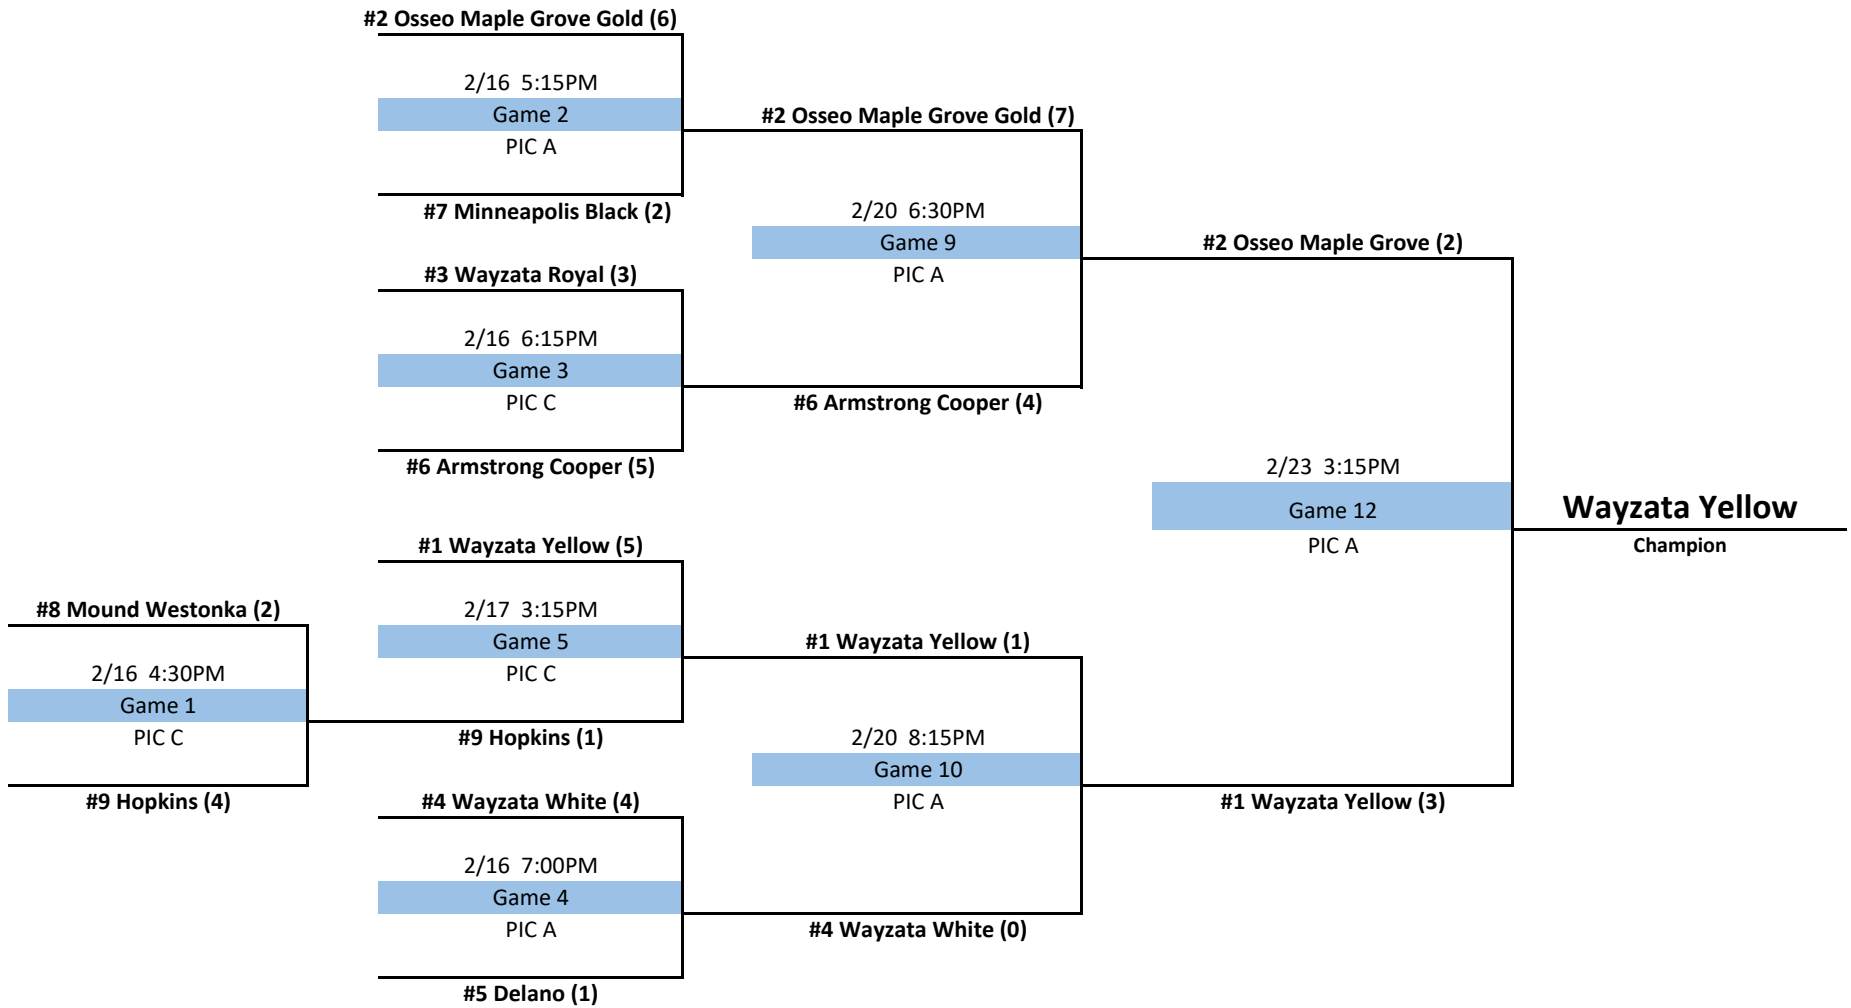 #2 Osseo Maple Grove Gold (6)
2/16  5:15PM
Game 2
PIC A
#7 Minneapolis Black (2)
#3 Wayzata Royal (3)
2/16  6:15PM
Game 3
PIC C
#6 Armstrong Cooper (5)
#1 Wayzata Yellow (5)
2/17  3:15PM
Game 5
PIC C
#9 Hopkins (1)
#8 Mound Westonka (2)
2/16  4:30PM
Game 1
PIC C
#9 Hopkins (4)
#4 Wayzata White (4)
2/16  7:00PM
Game 4
PIC A
#5 Delano (1)
#2 Osseo Maple Grove Gold (7)
2/20  6:30PM
Game 9
PIC A
#6 Armstrong Cooper (4)
#1 Wayzata Yellow (1)
2/20  8:15PM
Game 10
PIC A
#4 Wayzata White (0)
#2 Osseo Maple Grove (2)
2/23  3:15PM
Game 12
PIC A
#1 Wayzata Yellow (3)
Wayzata Yellow
Champion